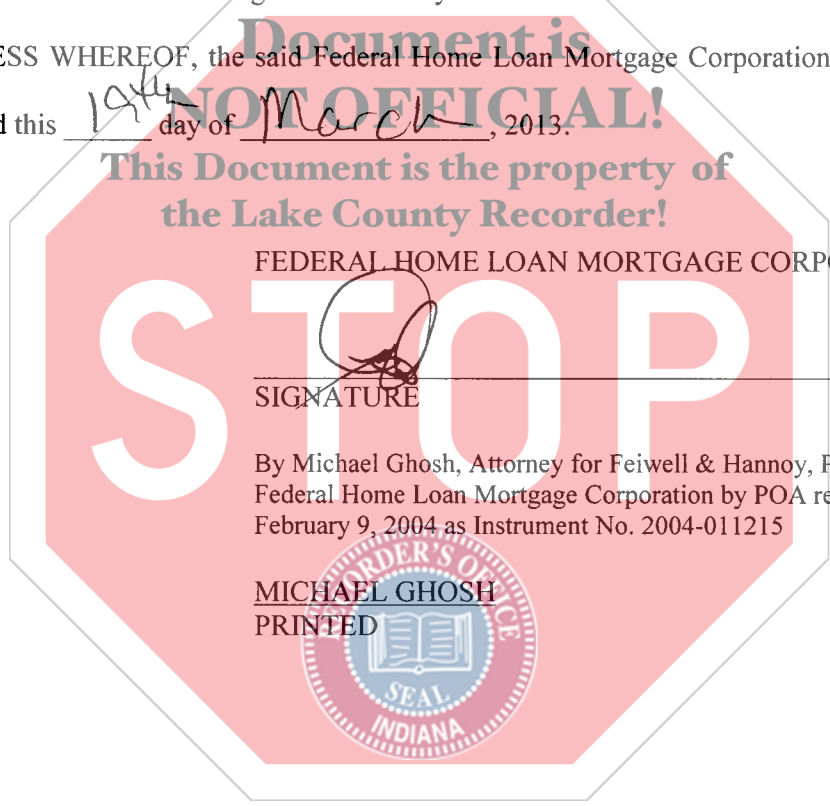 Document is
ESS WHEREOF, the said Federal Home Loan Mortgage Corporation
NOT OFFICIAL!
d this 19th day of March, 2013.
This Document is the property of
the Lake County Recorder!
FEDERAL HOME LOAN MORTGAGE CORPO
STOP
SIGNATURE
By Michael Ghosh, Attorney for Feiwell & Hannoy, P
Federal Home Loan Mortgage Corporation by POA re
February 9, 2004 as Instrument No. 2004-011215
RECORDER'S OFFICE
MICHAEL GHOSH
PRINTED
SEAL
INDIANA